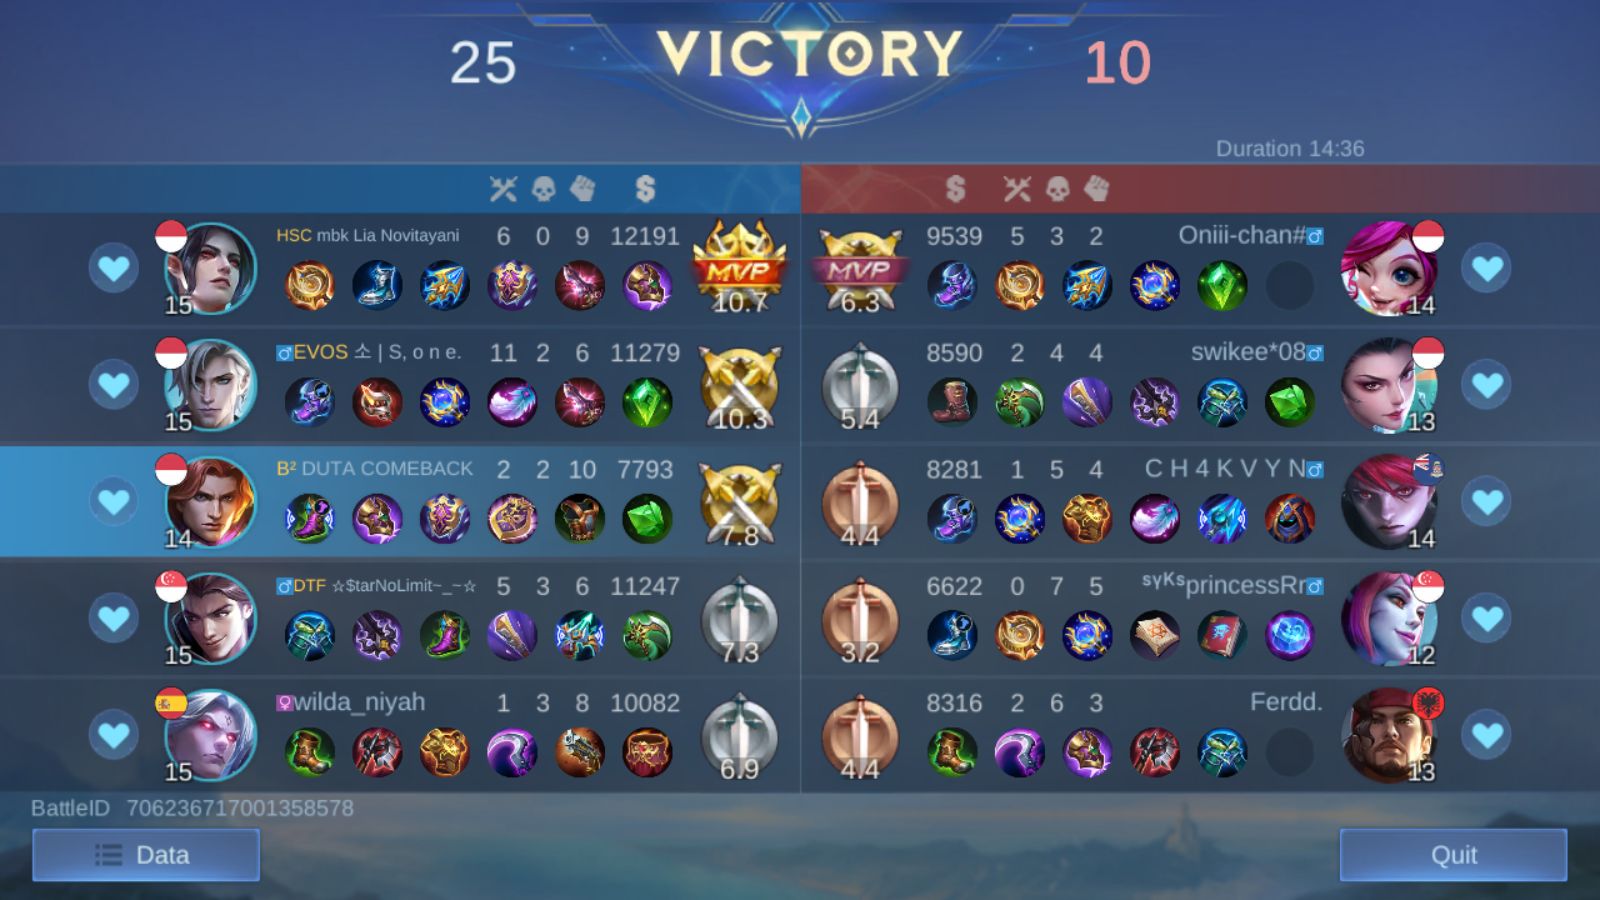 25 VICTORY 10
Duration 14:36
HSC mbk Lia Novitayani 6 0 9 12191 MVP 10.7
15
MVP 6.3 9539 5 3 2 Oniii-chan#
14
EVOS 소 | S, o n e. 11 2 6 11279 10.3
15
5.4 8590 2 4 4 swikee*08
13
B² DUTA COMEBACK 2 2 10 7793 7.8
14
4.4 8281 1 5 4 C H 4 K V Y N
14
DTF ☆$tarNoLimit~_~☆ 5 3 6 11247 7.3
15
3.2 6622 0 7 5 ˢʸᴷˢprincessRr
12
wilda_niyah 1 3 8 10082 6.9
15
4.4 8316 2 6 3 Ferdd.
13
BattleID 706236717001358578
Data
Quit